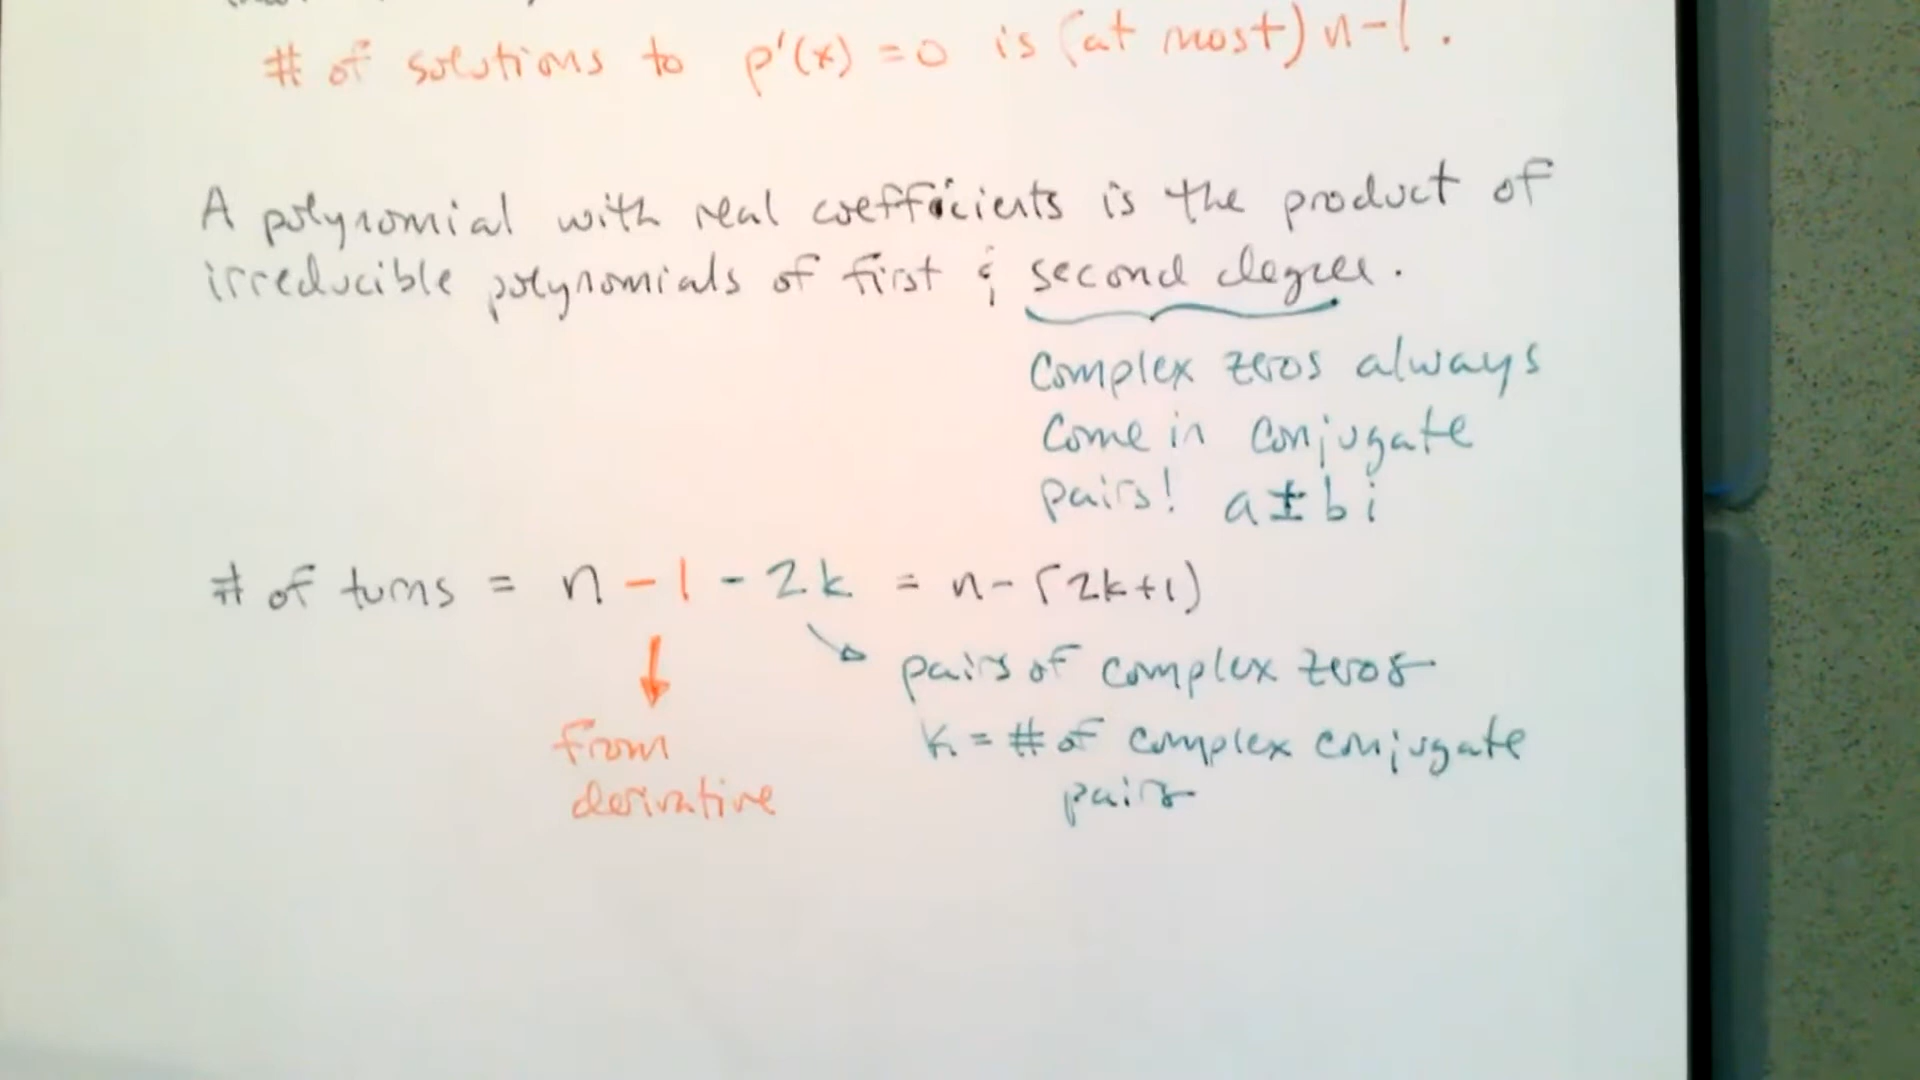 # of solutions to p'(x) = 0 is (at most) n-1.
A polynomial with real coefficients is the product of
irreducible polynomials of first & second degree.
Complex zeros always
come in conjugate
pairs! a ± bi
# of turns = n - 1 - 2k = n - (2k+1)
pairs of complex zeros
from
derivative
k = # of complex conjugate
pairs